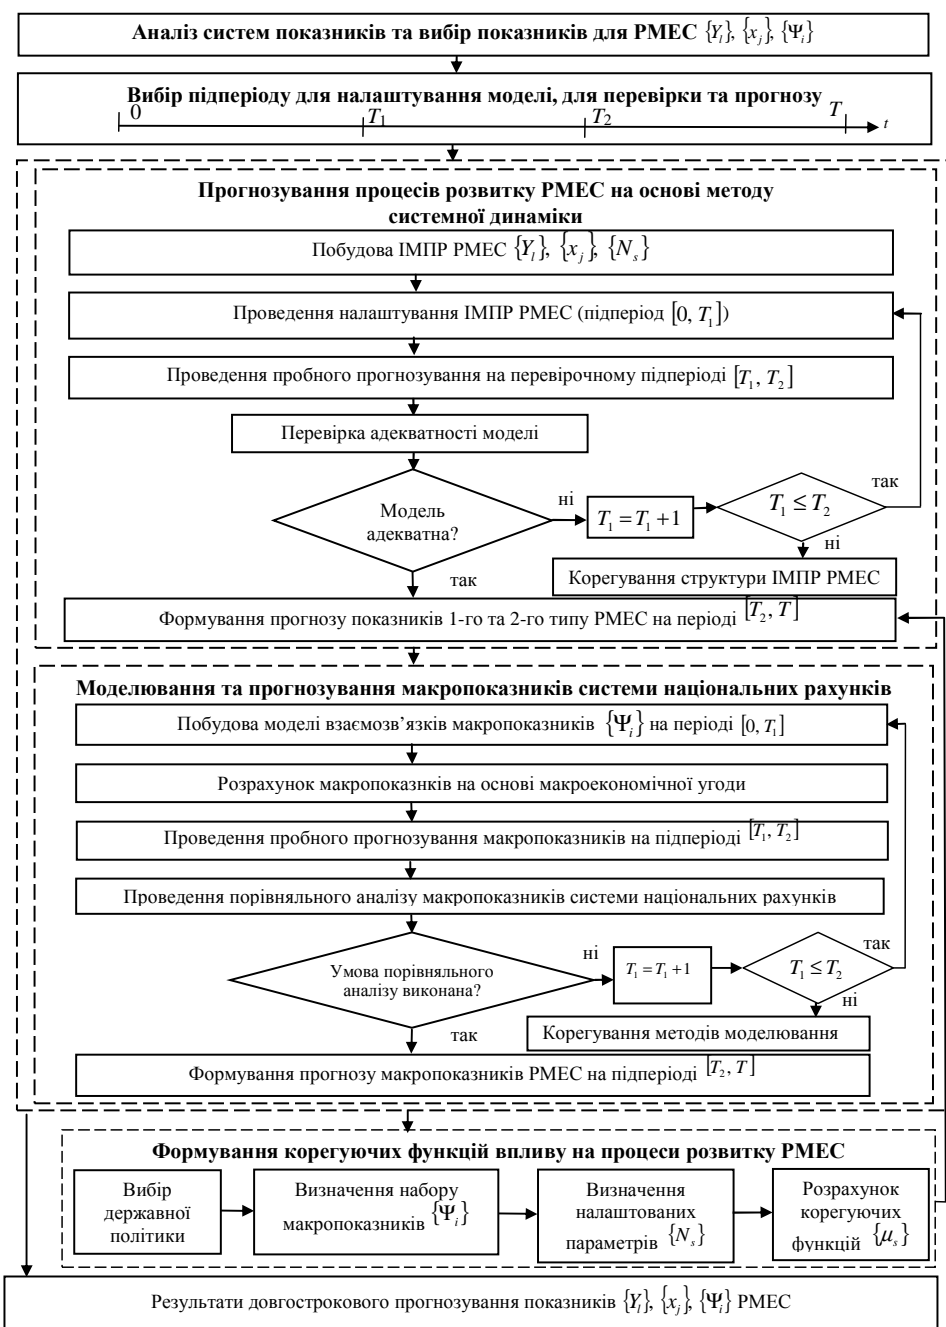 Аналіз систем показників та вибір показників для РМЕС {Y_l}, {x_j}, {Ψ_i}
Вибір підперіоду для налаштування моделі, для перевірки та прогнозу
0 T_1 T_2 T t
Прогнозування процесів розвитку РМЕС на основі методу
системної динаміки
Побудова ІМПР РМЕС {Y_l}, {x_j}, {N_s}
Проведення налаштування ІМПР РМЕС (підперіод [0, T_1])
Проведення пробного прогнозування на перевірочному підперіоді [T_1, T_2]
Перевірка адекватності моделі
Модель
адекватна?
ні
T_1 = T_1 + 1
T_1 ≤ T_2
так
ні
Корегування структури ІМПР РМЕС
так
Формування прогнозу показників 1-го та 2-го типу РМЕС на періоді [T_2, T]
Моделювання та прогнозування макропоказників системи національних рахунків
Побудова моделі взаємозв’язків макропоказників {Ψ_i} на періоді [0, T_1]
Розрахунок макропоказнків на основі макроекономічної угоди
Проведення пробного прогнозування макропоказників на підперіоді [T_1, T_2]
Проведення порівняльного аналізу макропоказників системи національних рахунків
Умова порівняльного
аналізу виконана?
ні
T_1 = T_1 + 1
T_1 ≤ T_2
так
ні
Корегування методів моделювання
так
Формування прогнозу макропоказників РМЕС на підперіоді [T_2, T]
Формування корегуючих функцій впливу на процеси розвитку РМЕС
Вибір
державної
політики
Визначення набору
макропоказників {Ψ_i}
Визначення
налаштованих
параметрів {N_s}
Розрахунок
корегуючих
функцій {μ_s}
Результати довгострокового прогнозування показників {Y_l}, {x_j}, {Ψ_i} РМЕС